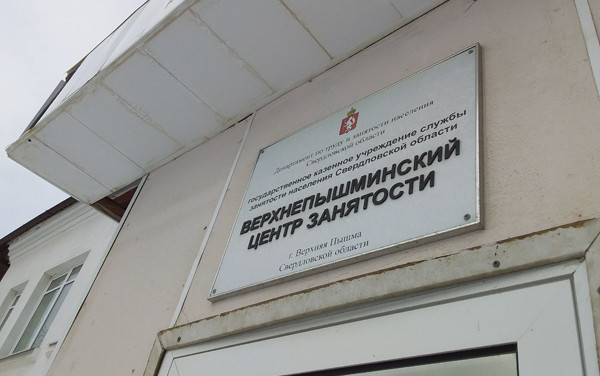 Департамент по труду и занятости населения
Свердловской области
государственное казенное учреждение службы
занятости населения Свердловской области
ВЕРХНЕПЫШМИНСКИЙ
ЦЕНТР ЗАНЯТОСТИ
г. Верхняя Пышма
Свердловской области